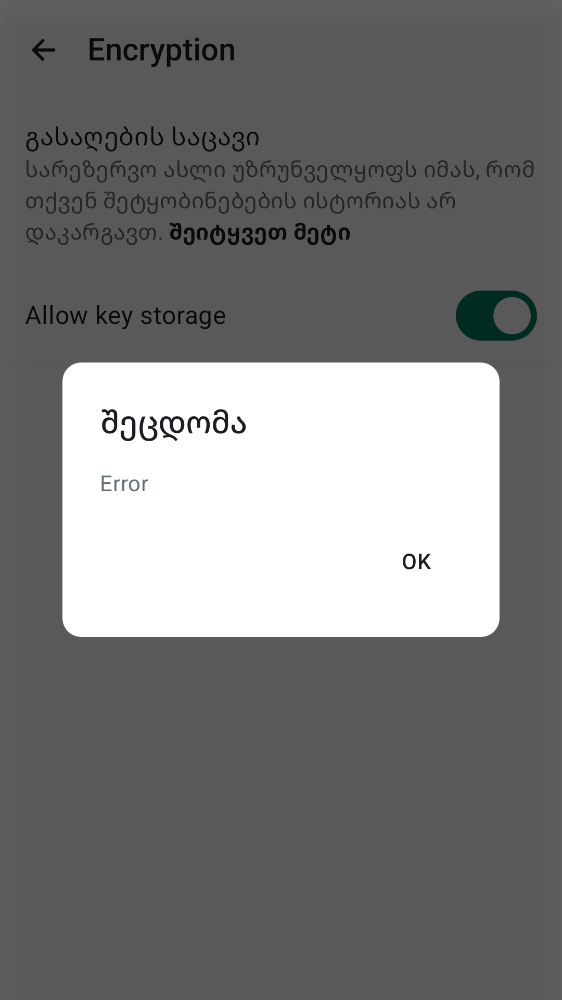 Encryption
გასაღების საცავი
სარეზერვო ასლი უზრუნველყოფს იმას, რომ
თქვენ შეტყობინებების ისტორიას არ
დაკარგავთ. შეიტყვეთ მეტი
Allow key storage
შეცდომა
Error
OK